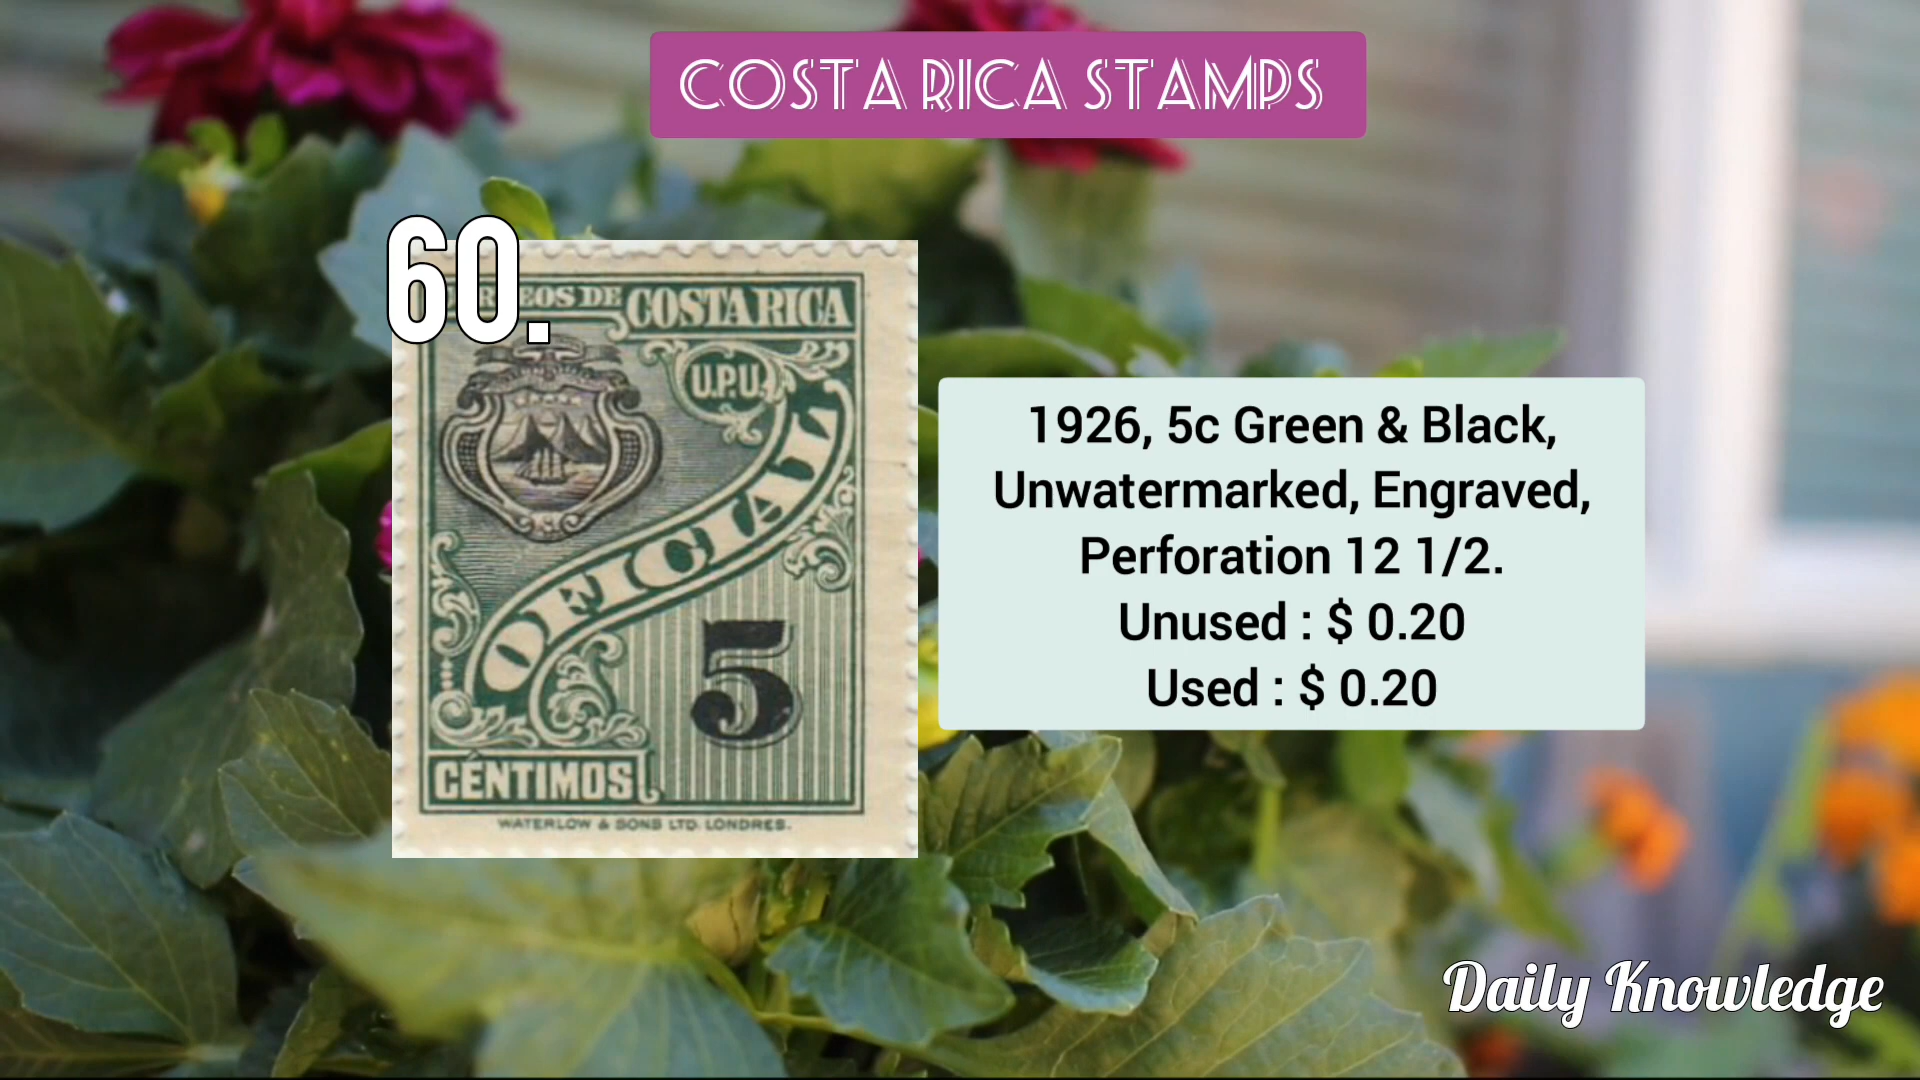 COSTA RICA STAMPS
60.
EOS DE COSTA RICA
U.P.U.
OFICIAL
5
CÉNTIMOS
WATERLOW & SONS LTD. LONDRES.
1926, 5c Green & Black,
Unwatermarked, Engraved,
Perforation 12 1/2.
Unused : $ 0.20
Used : $ 0.20
Daily Knowledge